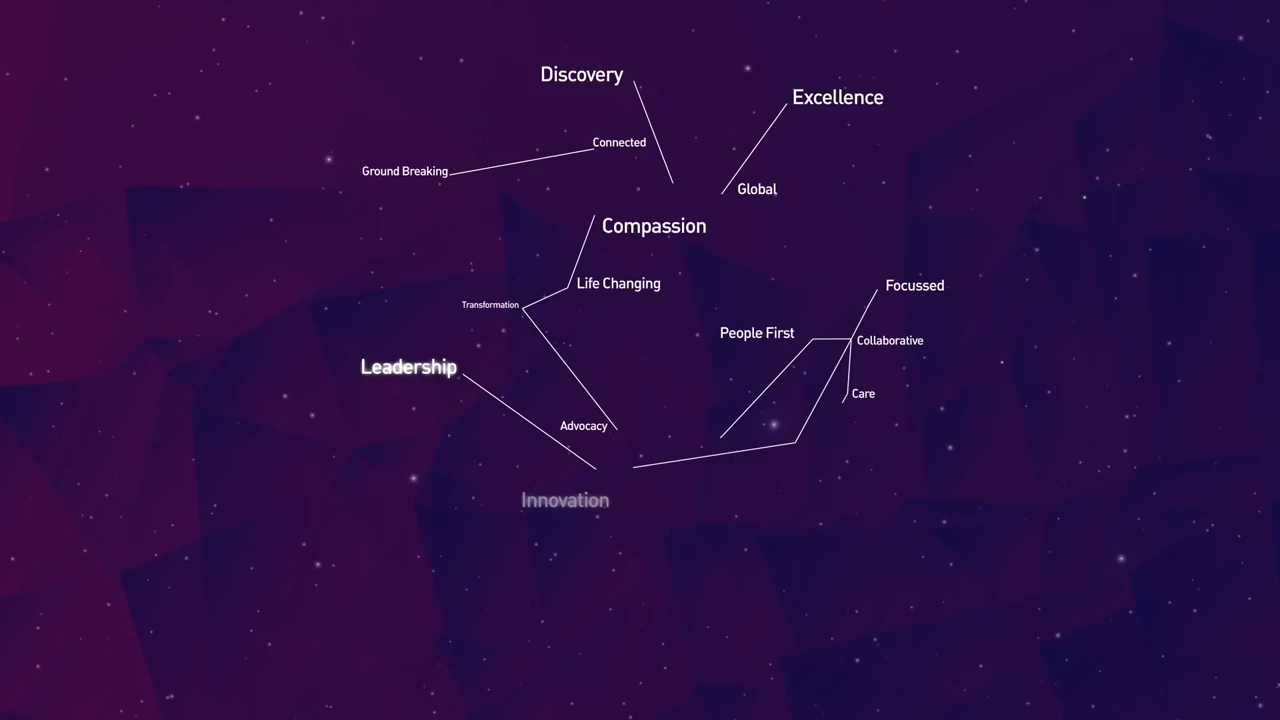 Discovery
Excellence
Connected
Ground Breaking
Global
Compassion
Life Changing
Focussed
Transformation
People First
Collaborative
Leadership
Care
Advocacy
Innovation